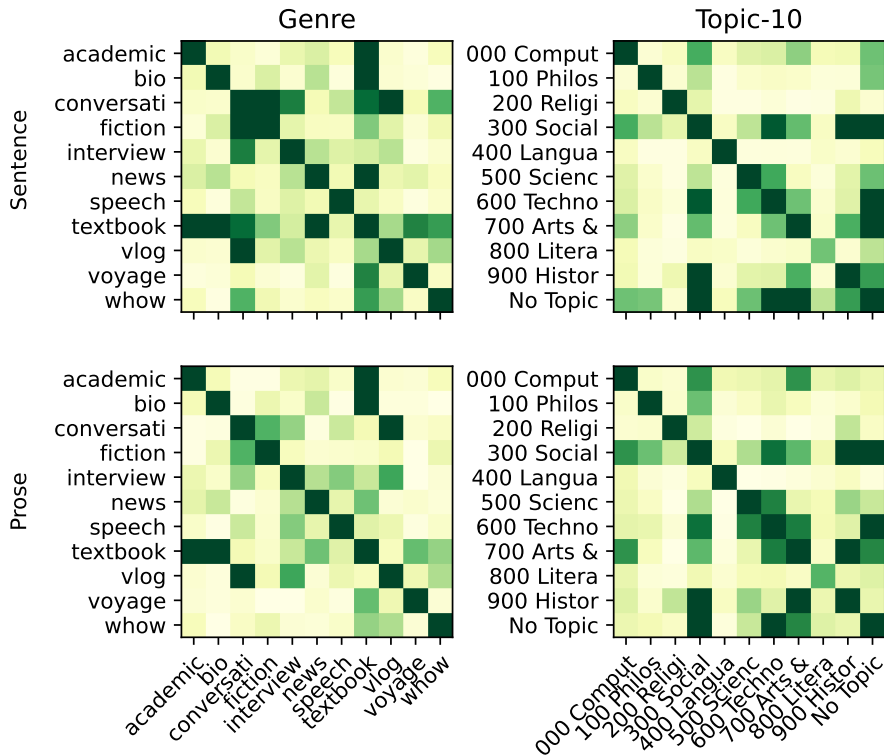 Genre
Topic-10
Sentence
academic
bio
conversati
fiction
interview
news
speech
textbook
vlog
voyage
whow
000 Comput
100 Philos
200 Religi
300 Social
400 Langua
500 Scienc
600 Techno
700 Arts &
800 Litera
900 Histor
No Topic
Prose
academic
bio
conversati
fiction
interview
news
speech
textbook
vlog
voyage
whow
000 Comput
100 Philos
200 Religi
300 Social
400 Langua
500 Scienc
600 Techno
700 Arts &
800 Litera
900 Histor
No Topic
academic
bio
conversati
fiction
interview
news
speech
textbook
vlog
voyage
whow
000 Comput
100 Philos
200 Religi
300 Social
400 Langua
500 Scienc
600 Techno
700 Arts &
800 Litera
900 Histor
No Topic